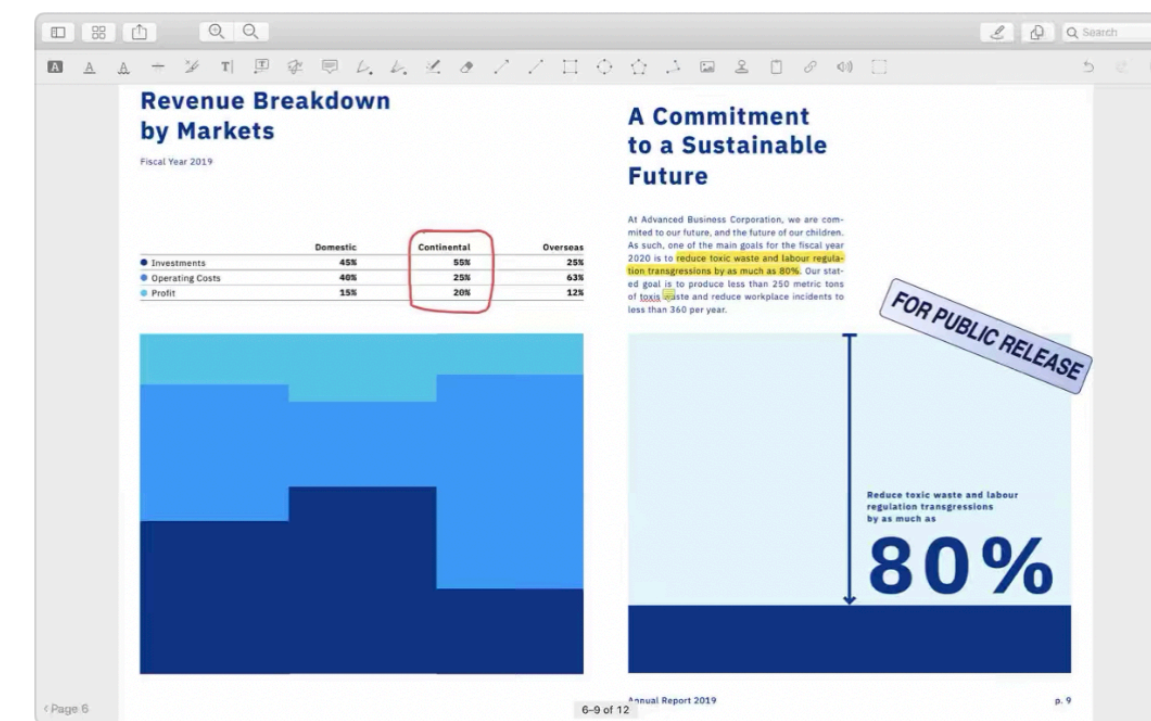 Search
Revenue Breakdown
by Markets
Fiscal Year 2019
Domestic Continental Overseas
Investments 45% 55% 25%
Operating Costs 40% 25% 63%
Profit 15% 20% 12%
A Commitment
to a Sustainable
Future
At Advanced Business Corporation, we are com-
mited to our future, and the future of our children.
As such, one of the main goals for the fiscal year
2020 is to reduce toxic waste and labour regula-
tion transgressions by as much as 80%. Our stat-
ed goal is to produce less than 250 metric tons
of toxis waste and reduce workplace incidents to
less than 360 per year.
FOR PUBLIC RELEASE
Reduce toxic waste and labour
regulation transgressions
by as much as
80%
Annual Report 2019
p. 9
‹ Page 6
6–9 of 12